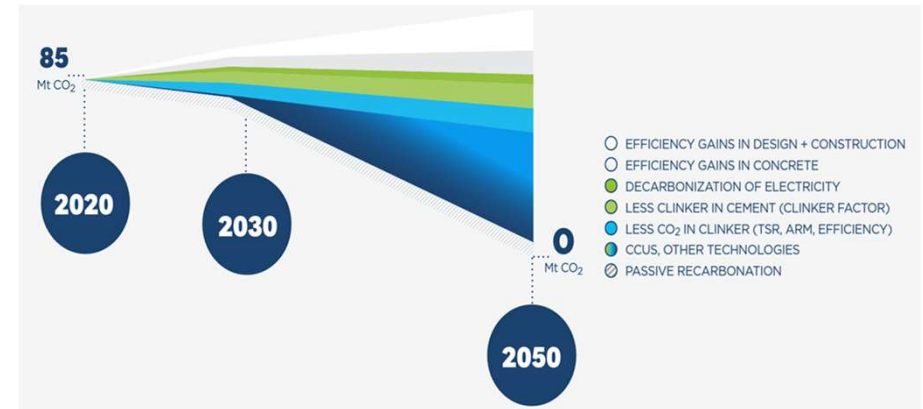 85
Mt CO₂
2020
2030
0
Mt CO₂
2050
EFFICIENCY GAINS IN DESIGN + CONSTRUCTION
EFFICIENCY GAINS IN CONCRETE
DECARBONIZATION OF ELECTRICITY
LESS CLINKER IN CEMENT (CLINKER FACTOR)
LESS CO₂ IN CLINKER (TSR, ARM, EFFICIENCY)
CCUS, OTHER TECHNOLOGIES
PASSIVE RECARBONATION